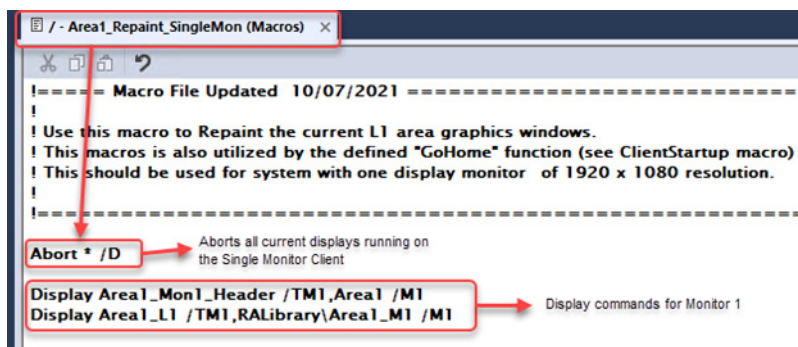 / - Area1_Repaint_SingleMon (Macros) ×
!===== Macro File Updated 10/07/2021 ============================
!
! Use this macro to Repaint the current L1 area graphics windows.
! This macros is also utilized by the defined "GoHome" function (see ClientStartup macro)
! This should be used for system with one display monitor of 1920 x 1080 resolution.
!
!=======================================================
Abort * /D
Aborts all current displays running on
the Single Monitor Client
Display Area1_Mon1_Header /TM1,Area1 /M1
Display Area1_L1 /TM1,RALibrary\Area1_M1 /M1
Display commands for Monitor 1